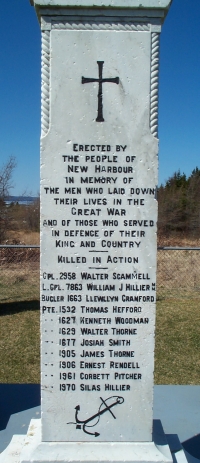 Erected by
the people of
New Harbour
in memory of
the men who laid down
their lives in the
Great War
and of those who served
in defence of their
King and Country
Killed in Action
Cpl. 2958 Walter Scammell
L. Cpl. 7863 William J Hillier
Bugler 1663 Llewllyn Cranford
Pte. 1532 Thomas Hefford
" 1627 Kenneth Woodman
" 1629 Walter Thorne
" 1677 Josiah Smith
" 1905 James Thorne
" 1906 Ernest Rendell
" 1961 Corbett Pitcher
" 1970 Silas Hillier